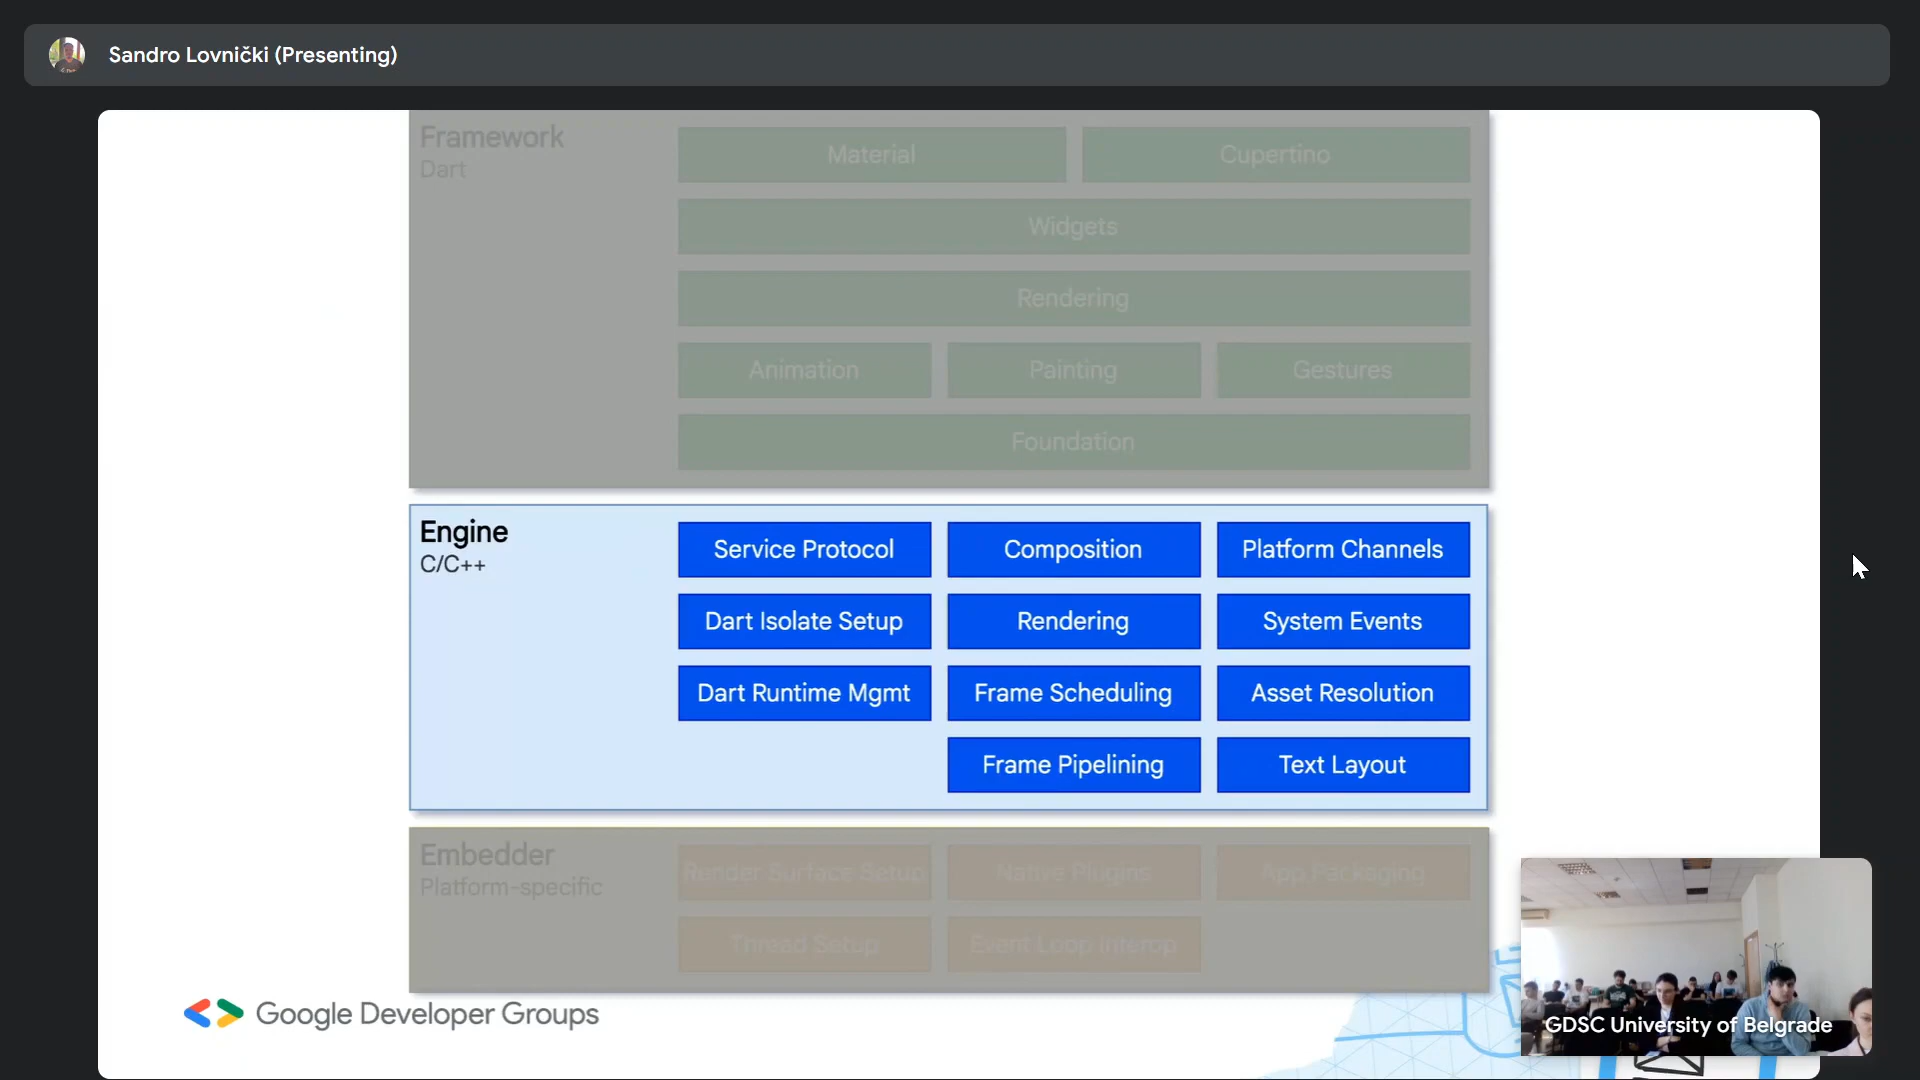 Sandro Lovnički (Presenting)
Framework
Dart
Material
Cupertino
Widgets
Rendering
Animation
Painting
Gestures
Foundation
Engine
C/C++
Service Protocol
Composition
Platform Channels
Dart Isolate Setup
Rendering
System Events
Dart Runtime Mgmt
Frame Scheduling
Asset Resolution
Frame Pipelining
Text Layout
Embedder
Platform-specific
Render Surface Setup
Native Plugins
App Packaging
Thread Setup
Event Loop Interop
Google Developer Groups
GDSC University of Belgrade